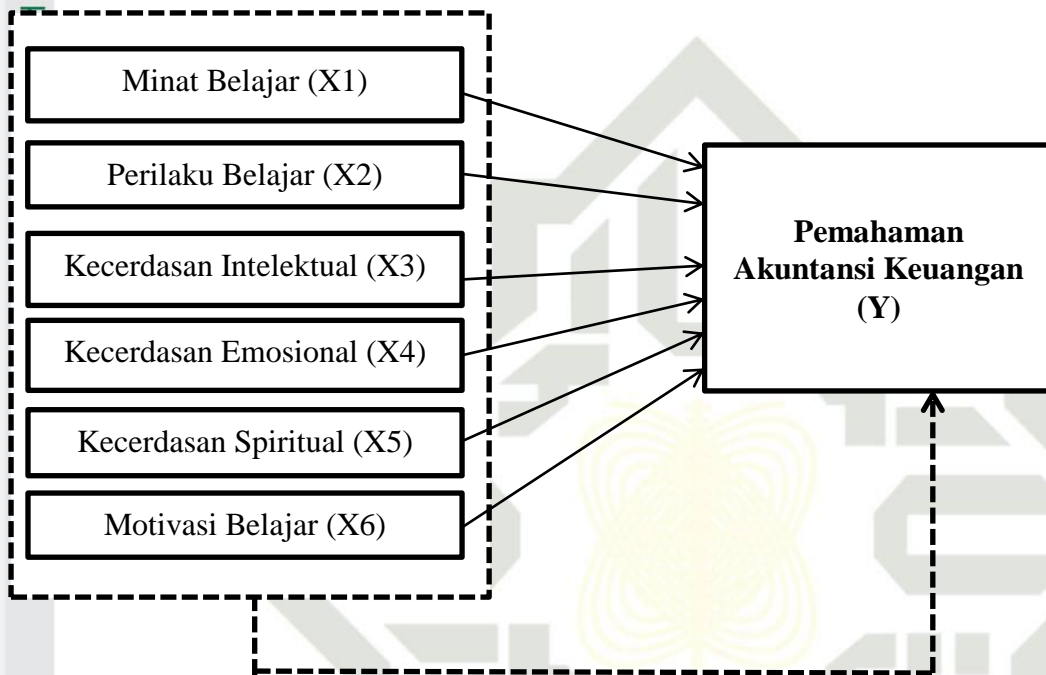 Minat Belajar (X1)
Perilaku Belajar (X2)
Kecerdasan Intelektual (X3)
Kecerdasan Emosional (X4)
Kecerdasan Spiritual (X5)
Motivasi Belajar (X6)
Pemahaman
Akuntansi Keuangan
(Y)